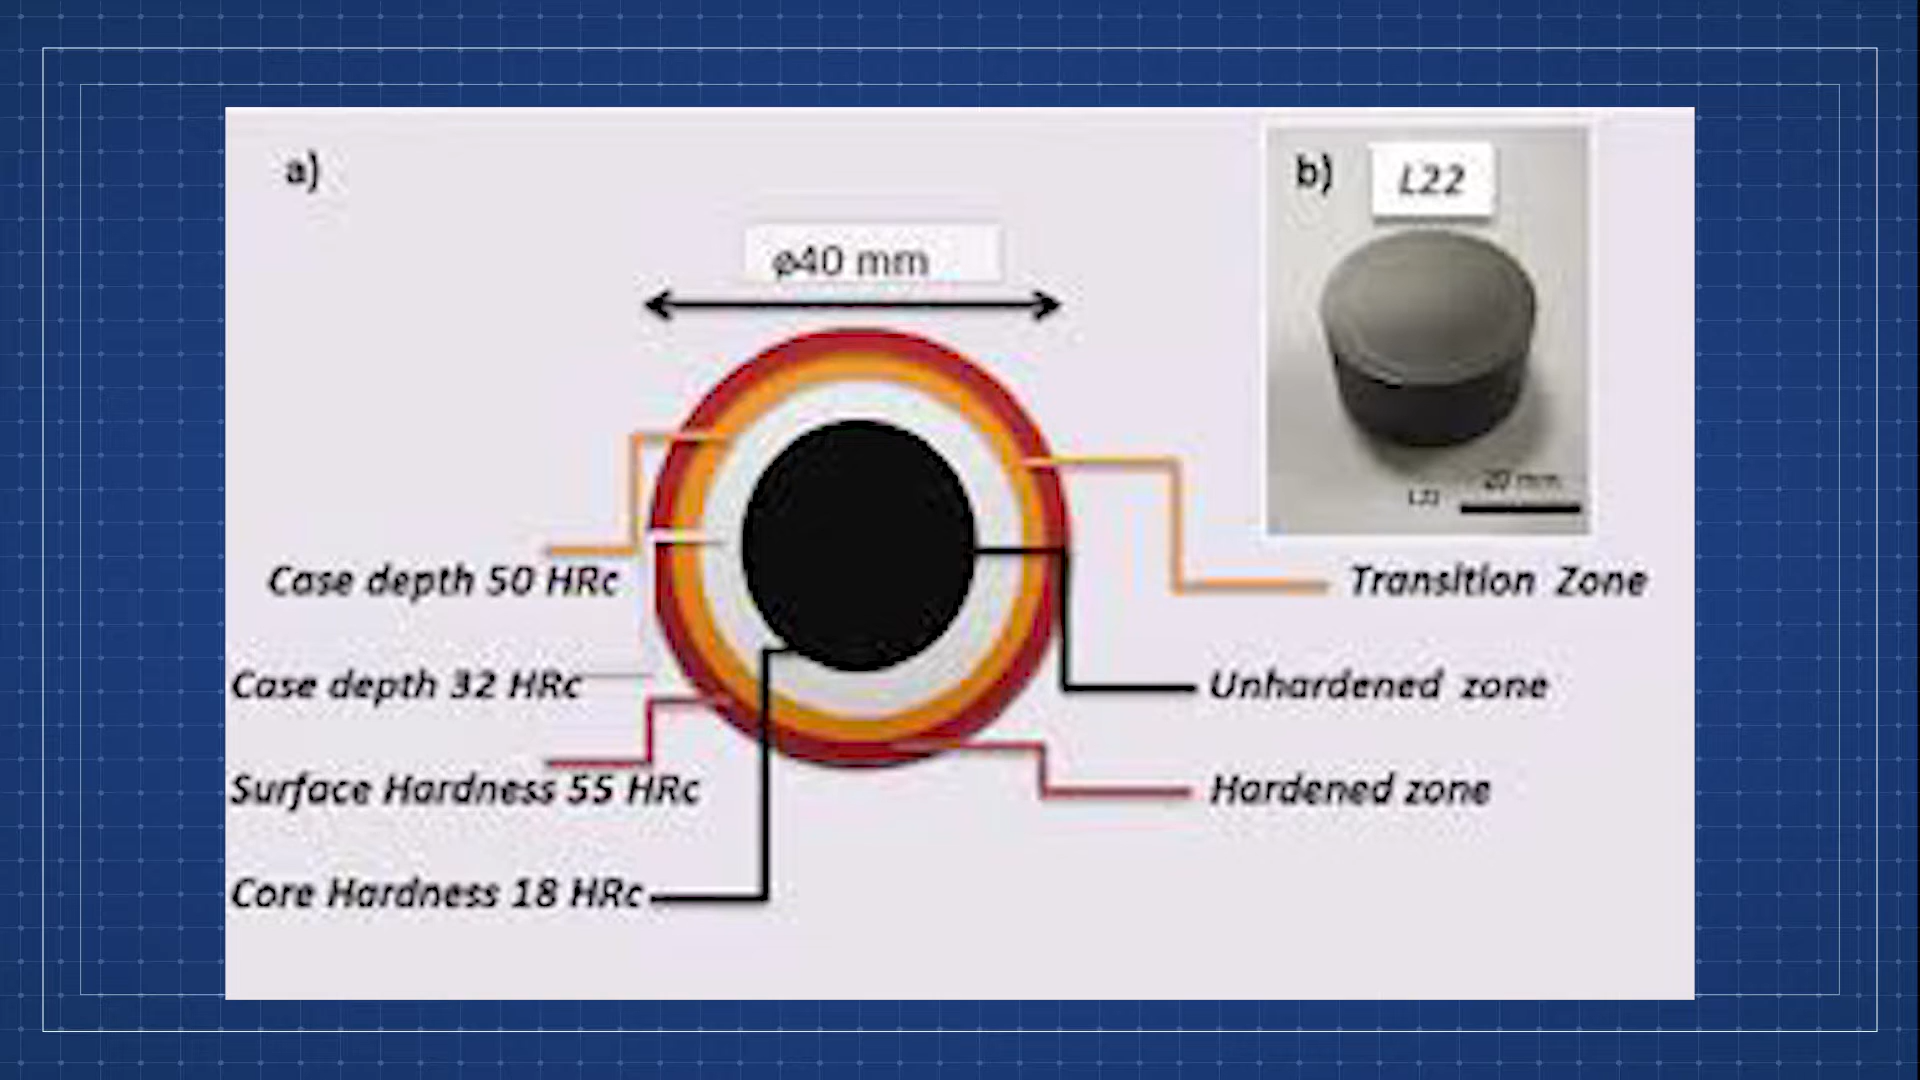 a)
ø40 mm
Case depth 50 HRc
Case depth 32 HRc
Surface Hardness 55 HRc
Core Hardness 18 HRc
Transition Zone
Unhardened zone
Hardened zone
b)
L22
20 mm